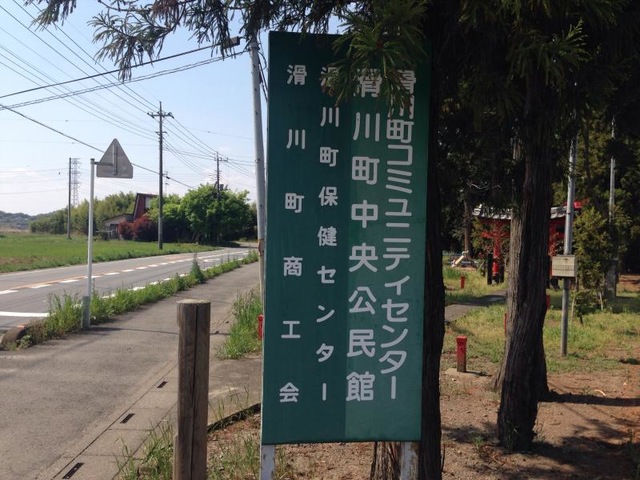 滑川町コミュニティセンター
滑川町中央公民館
滑川町保健センター
滑川町商工会